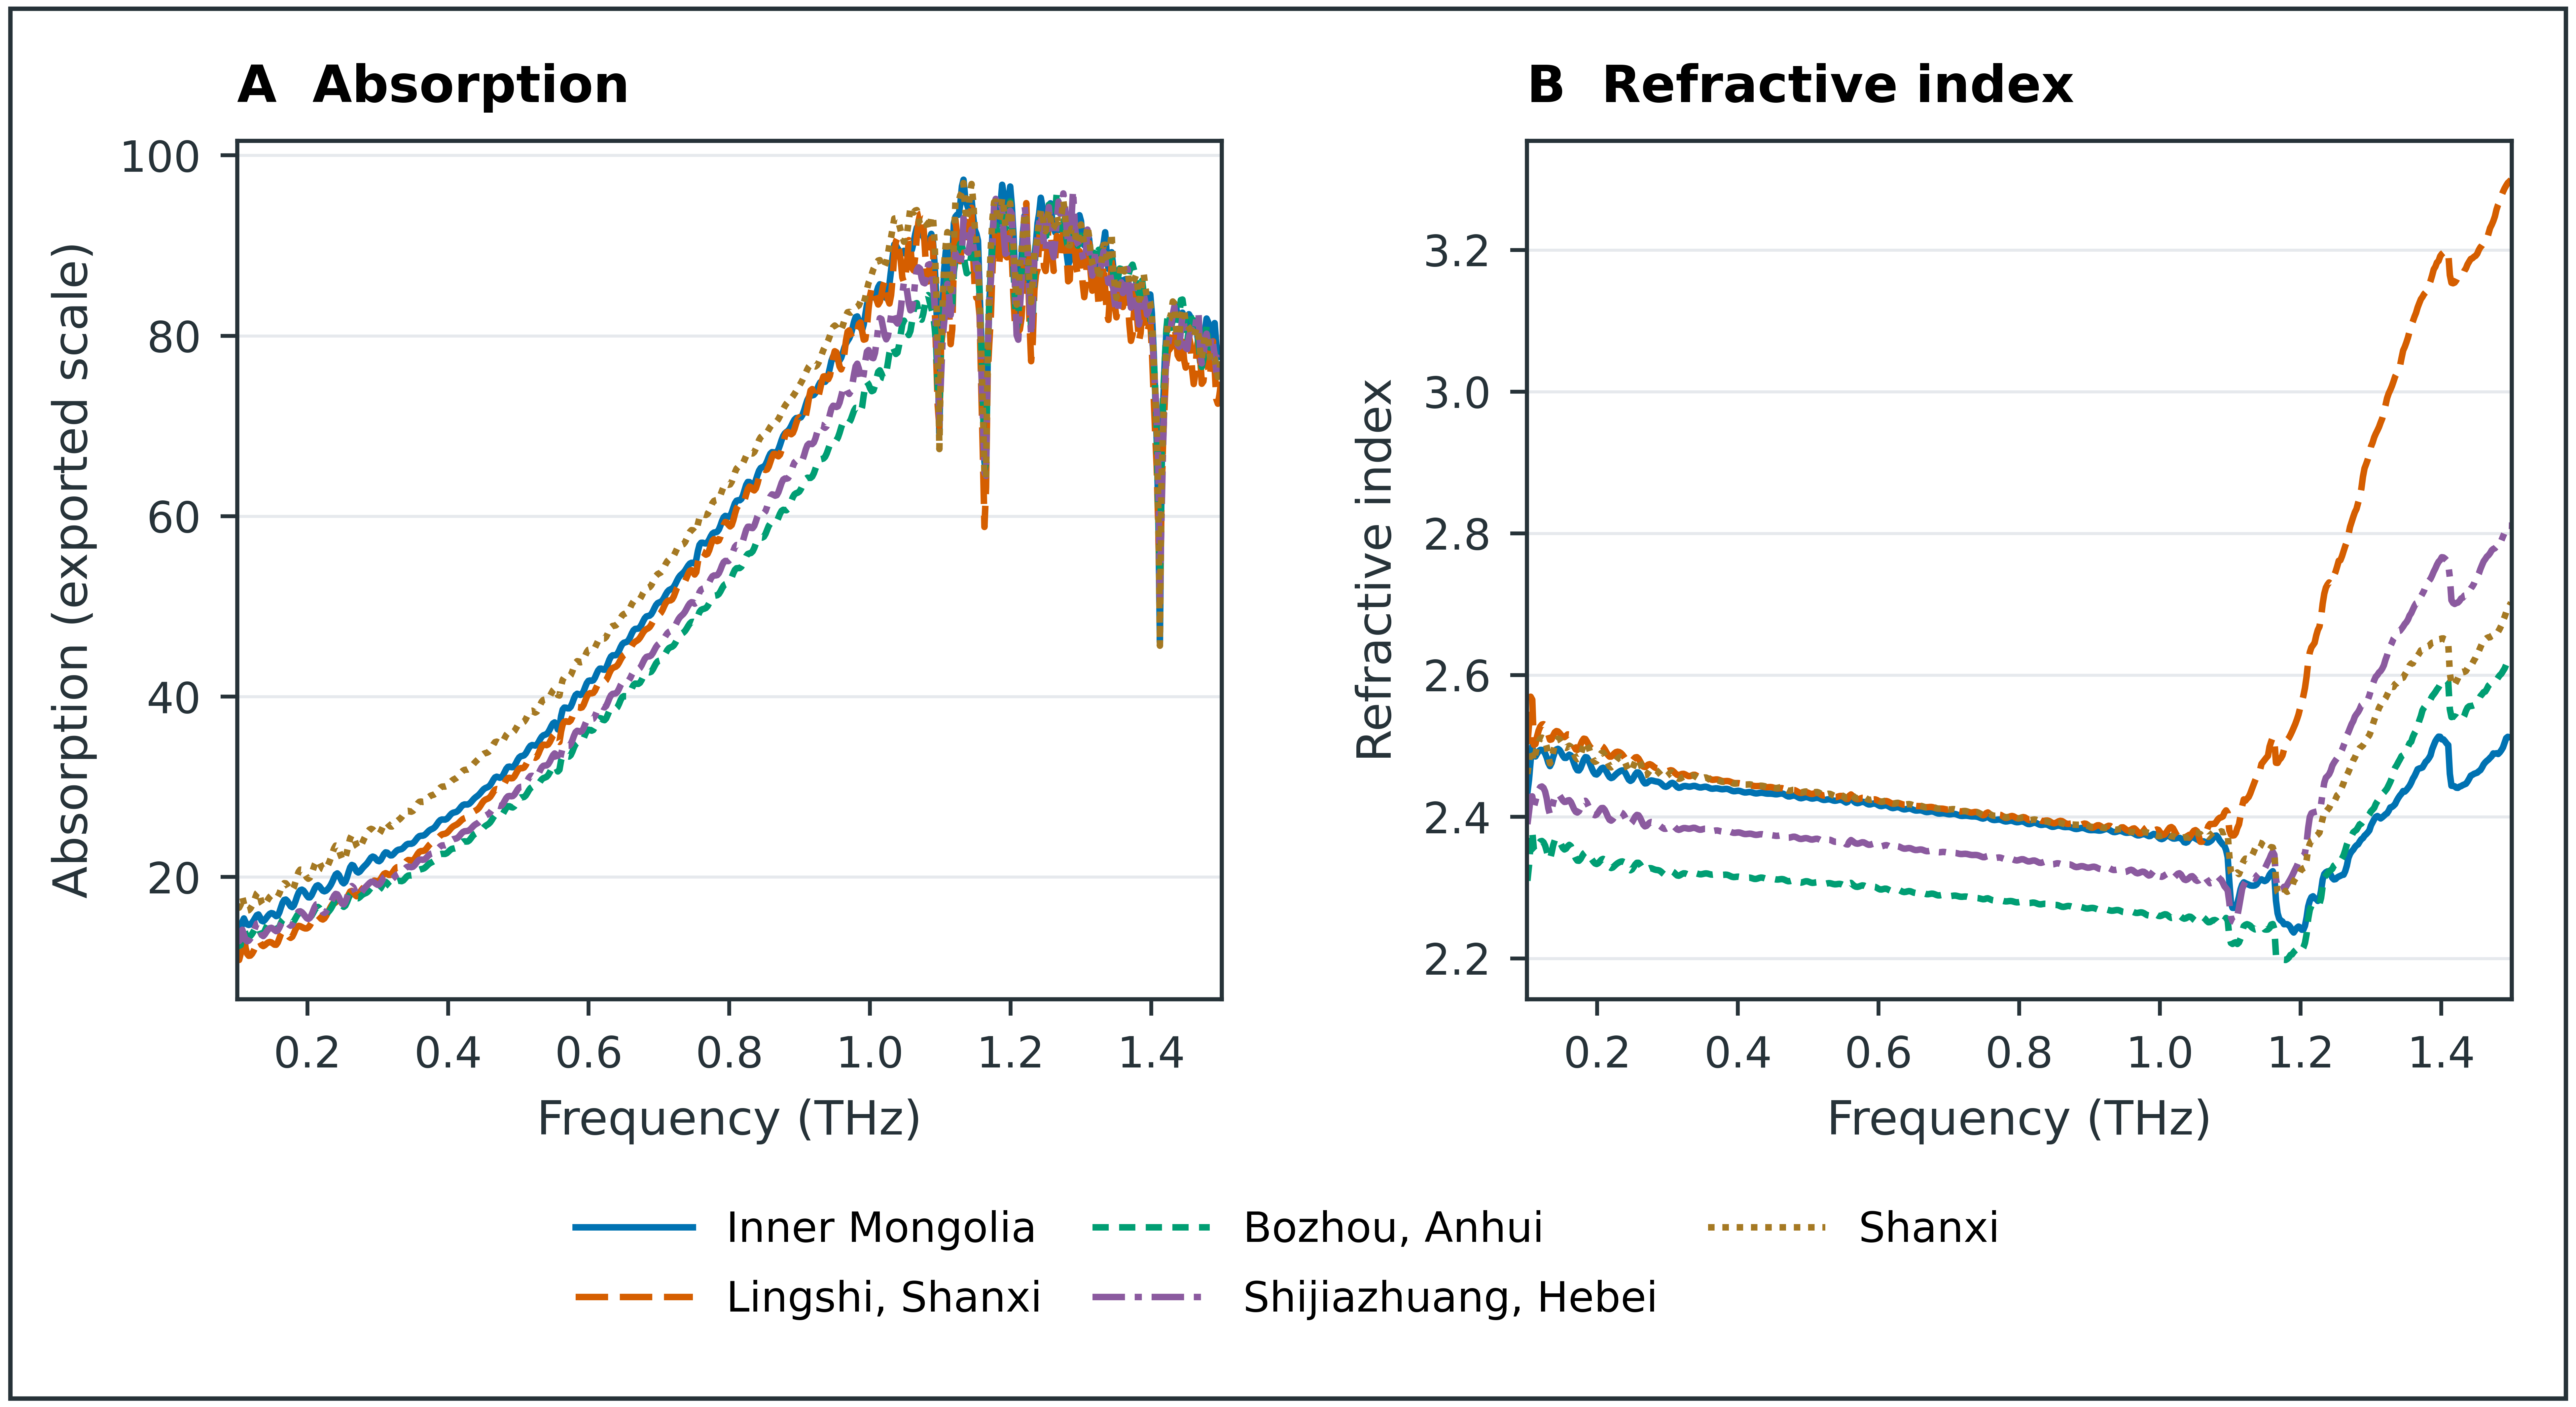 A Absorption
100
80
60
40
20
Absorption (exported scale)
0.2 0.4 0.6 0.8 1.0 1.2 1.4
Frequency (THz)
B Refractive index
3.2
3.0
2.8
2.6
2.4
2.2
Refractive index
0.2 0.4 0.6 0.8 1.0 1.2 1.4
Frequency (THz)
Inner Mongolia
Lingshi, Shanxi
Bozhou, Anhui
Shijiazhuang, Hebei
Shanxi